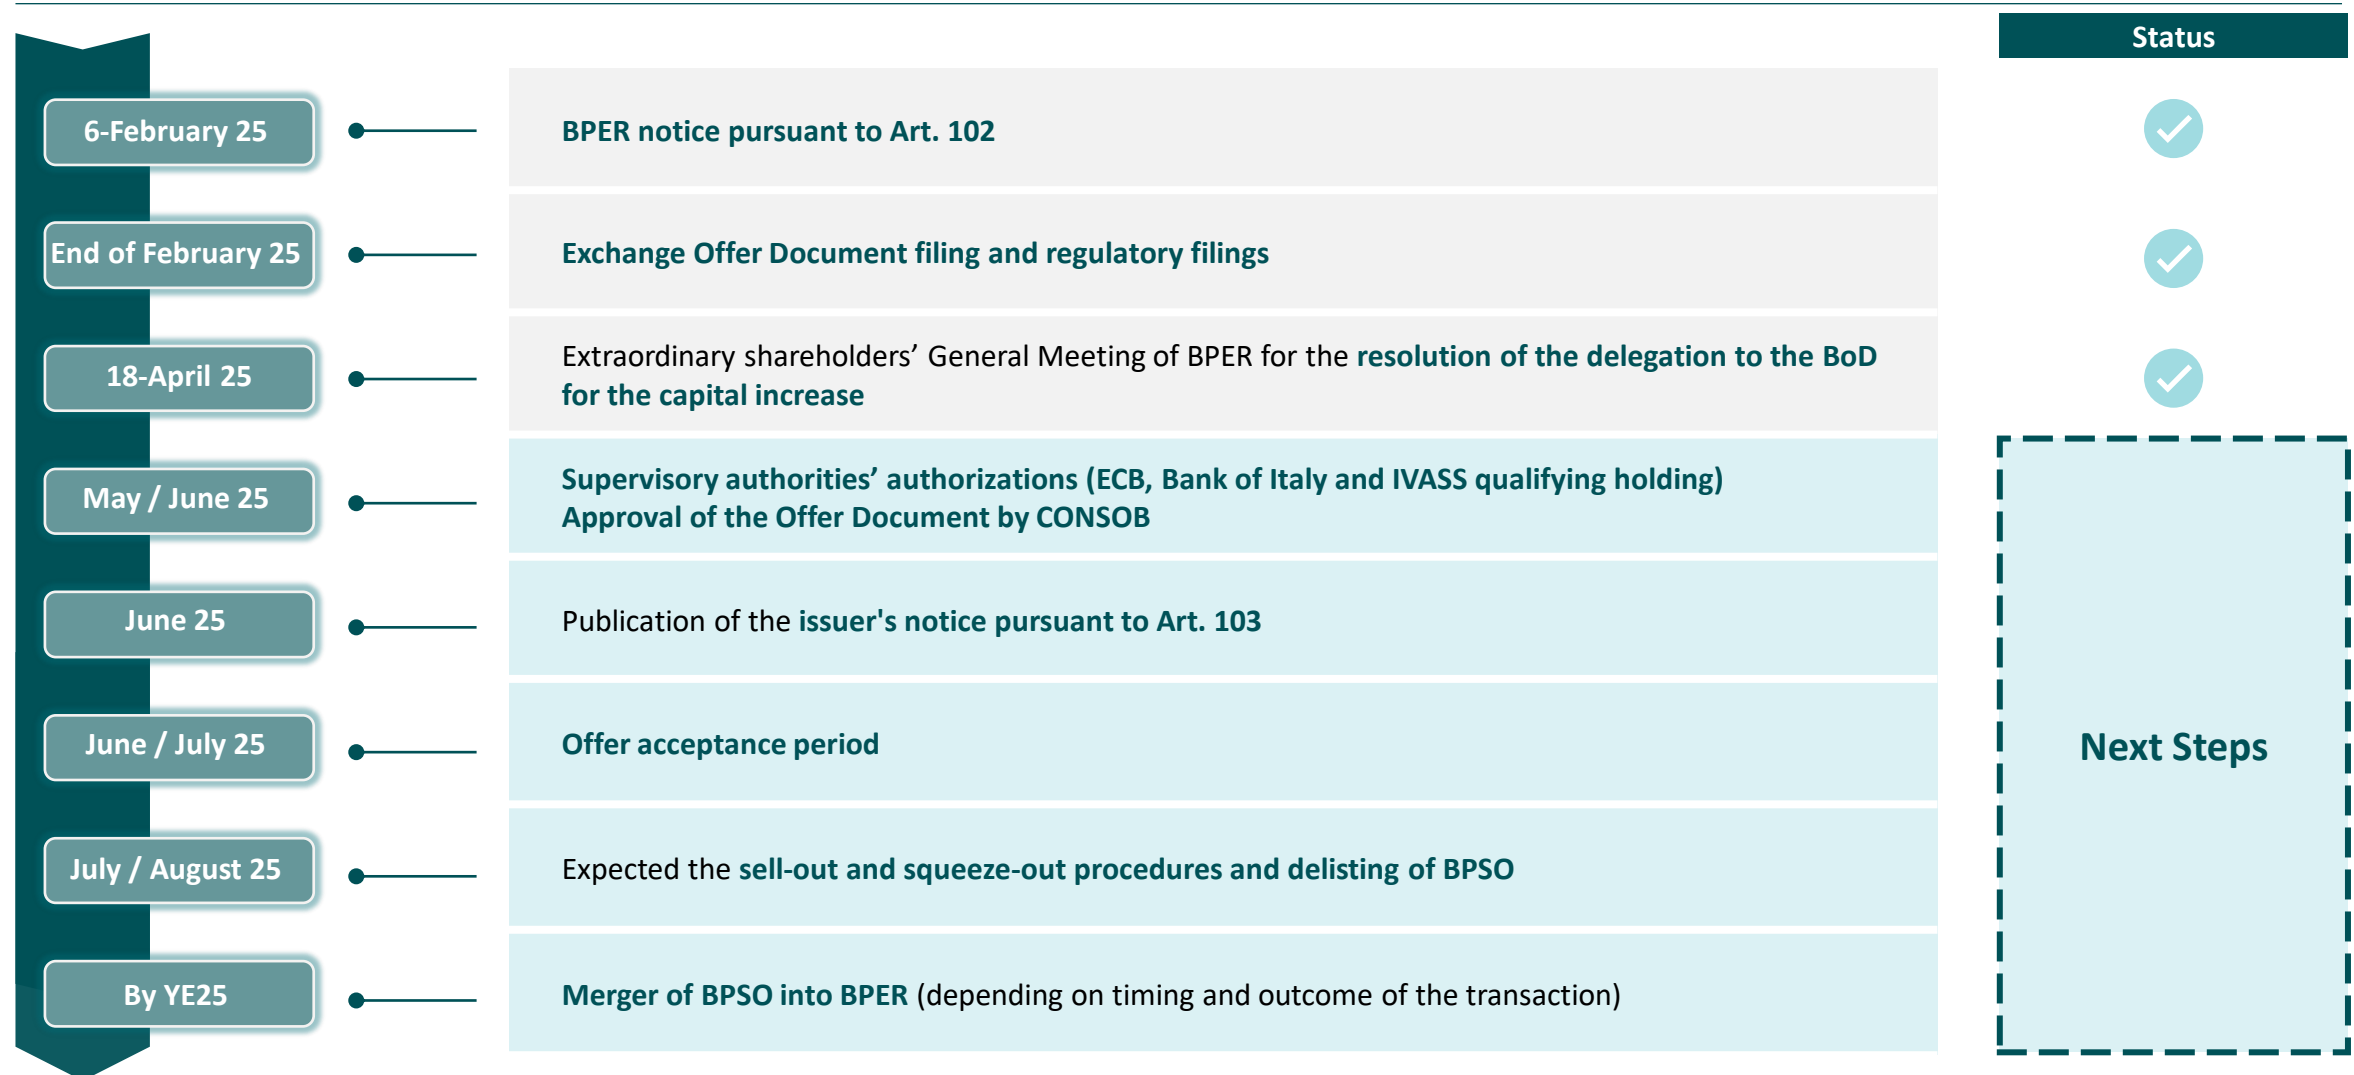 Status
6-February 25
BPER notice pursuant to Art. 102
End of February 25
Exchange Offer Document filing and regulatory filings
18-April 25
Extraordinary shareholders’ General Meeting of BPER for the resolution of the delegation to the BoD
for the capital increase
May / June 25
Supervisory authorities’ authorizations (ECB, Bank of Italy and IVASS qualifying holding)
Approval of the Offer Document by CONSOB
June 25
Publication of the issuer's notice pursuant to Art. 103
June / July 25
Offer acceptance period
Next Steps
July / August 25
Expected the sell-out and squeeze-out procedures and delisting of BPSO
By YE25
Merger of BPSO into BPER (depending on timing and outcome of the transaction)